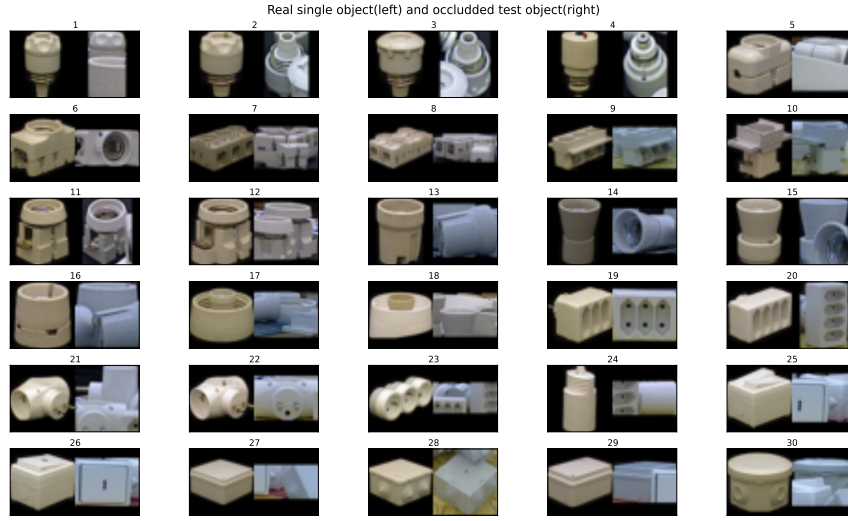 Real single object(left) and occludded test object(right)
1 2 3 4 5
6 7 8 9 10
11 12 13 14 15
16 17 18 19 20
21 22 23 24 25
26 27 28 29 30